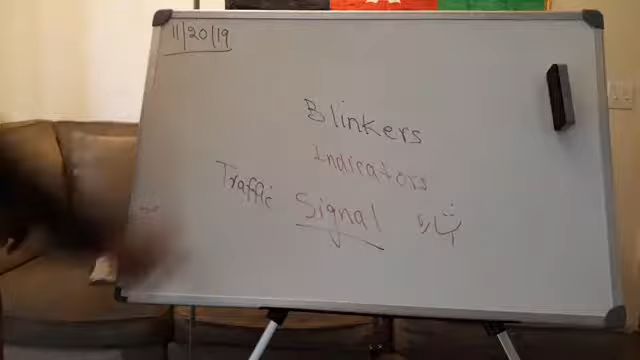 11/20/19
Blinkers
Indicators
Traffic Signal اشاره